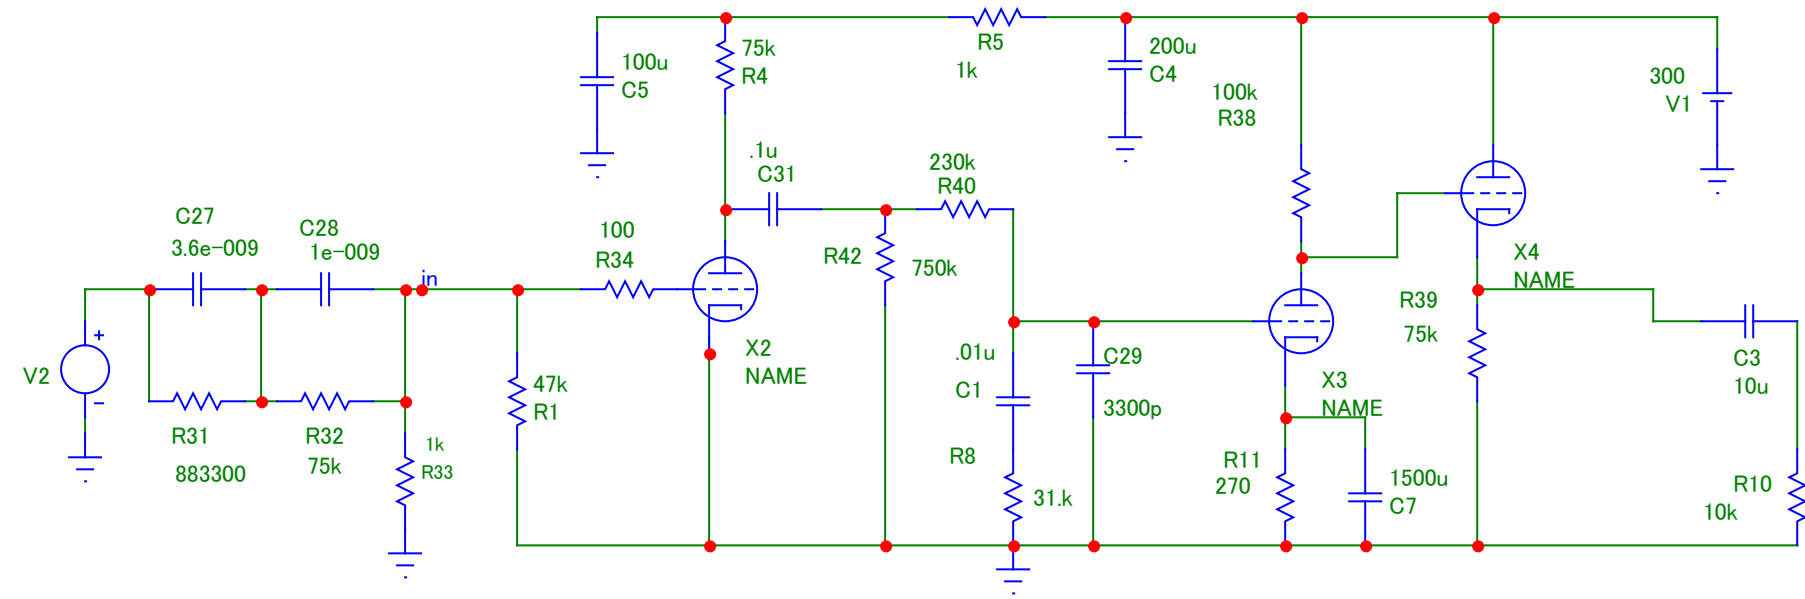 75k
R4
100u
C5
R5
1k
200u
C4
100k
R38
300
V1
.1u
C31
230k
R40
C27
3.6e-009
C28
1e-009
in
100
R34
R42
750k
X4
NAME
R39
75k
V2
+
−
X2
NAME
.01u
C1
C29
3300p
C3
10u
47k
R1
X3
NAME
R31
883300
R32
75k
1k
R33
R8
31.k
R11
270
1500u
C7
R10
10k